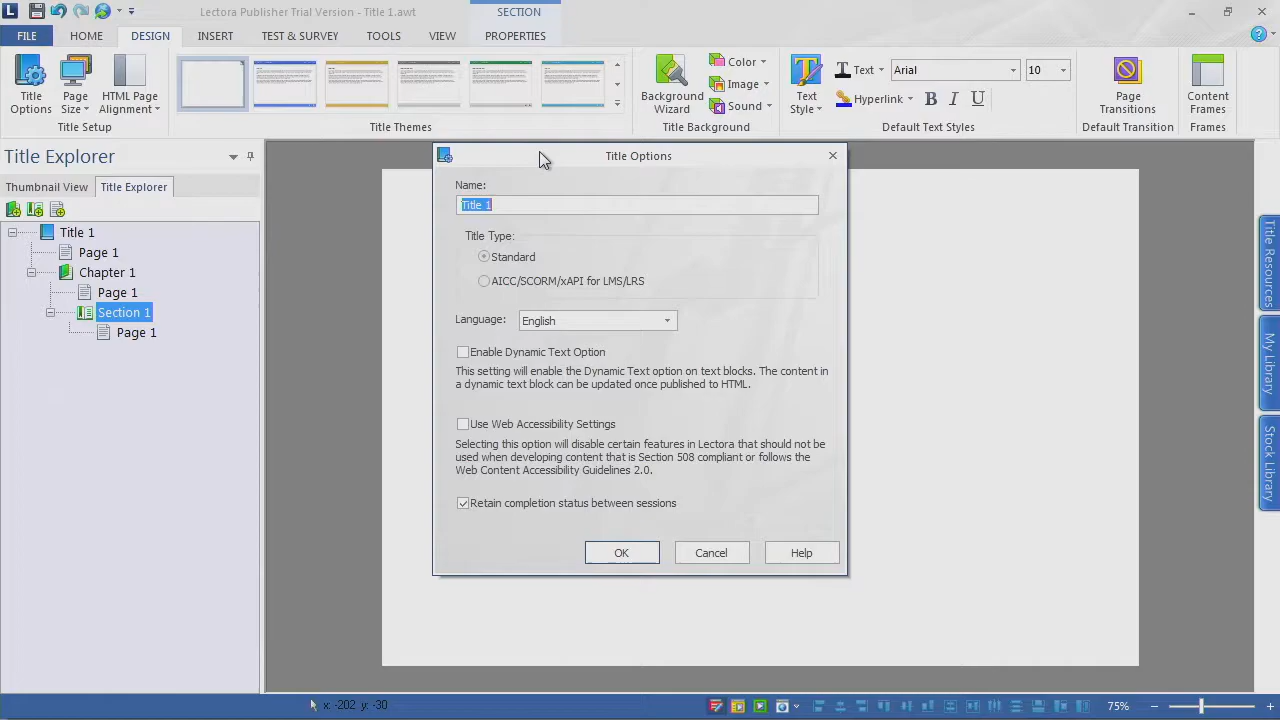 Lectora Publisher Trial Version - Title 1.awt
SECTION
FILE HOME DESIGN INSERT TEST & SURVEY TOOLS VIEW PROPERTIES
Title Options
Page Size
HTML Page Alignment
Title Setup
Title Themes
Background Wizard
Color
Image
Sound
Title Background
Text Style
Text Arial 10
Hyperlink B I U
Default Text Styles
Page Transitions
Default Transition
Content Frames
Frames
Title Explorer
Thumbnail View Title Explorer
Title 1
Page 1
Chapter 1
Page 1
Section 1
Page 1
Title Options
Name:
Title 1
Title Type:
Standard
AICC/SCORM/xAPI for LMS/LRS
Language: English
Enable Dynamic Text Option
This setting will enable the Dynamic Text option on text blocks. The content in
a dynamic text block can be updated once published to HTML.
Use Web Accessibility Settings
Selecting this option will disable certain features in Lectora that should not be
used when developing content that is Section 508 compliant or follows the
Web Content Accessibility Guidelines 2.0.
Retain completion status between sessions
OK Cancel Help
Title Resources
My Library
Stock Library
x: -202 y: -30
75%